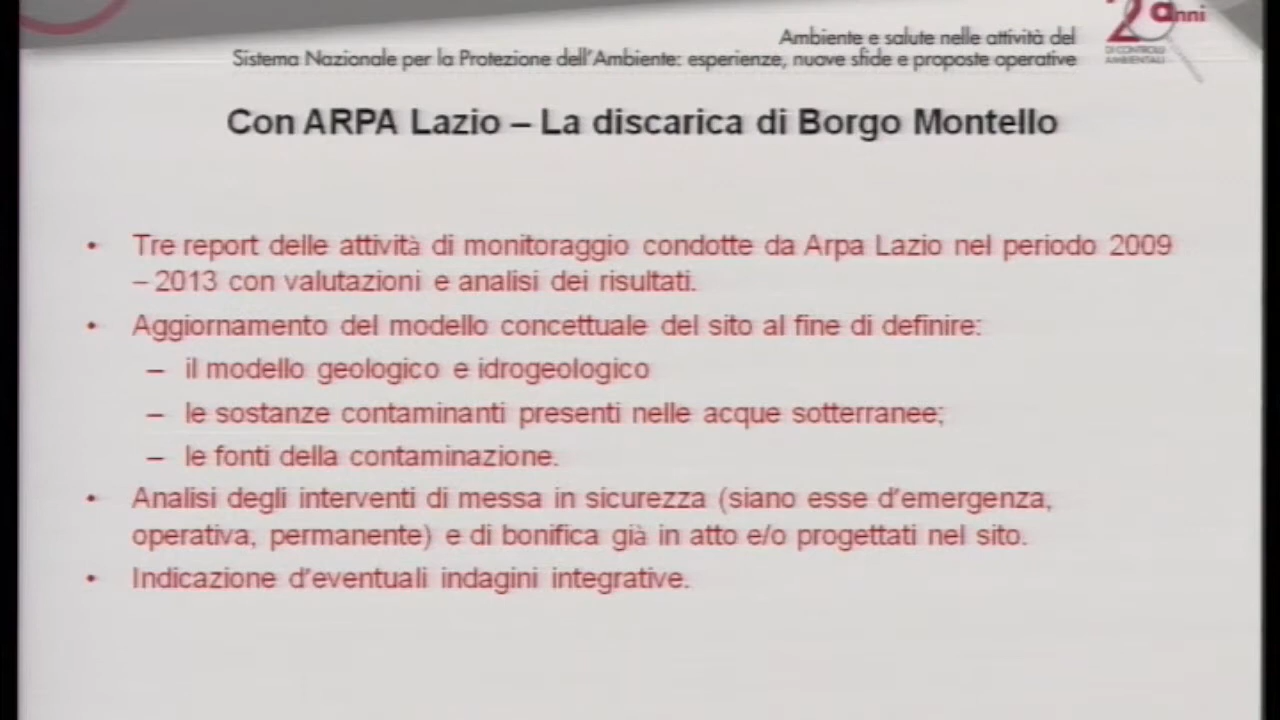 20 anni
DI CONTROLLI
AMBIENTALI
Ambiente e salute nelle attività del
Sistema Nazionale per la Protezione dell'Ambiente: esperienze, nuove sfide e proposte operative
Con ARPA Lazio – La discarica di Borgo Montello
• Tre report delle attività di monitoraggio condotte da Arpa Lazio nel periodo 2009
– 2013 con valutazioni e analisi dei risultati.
• Aggiornamento del modello concettuale del sito al fine di definire:
– il modello geologico e idrogeologico
– le sostanze contaminanti presenti nelle acque sotterranee;
– le fonti della contaminazione.
• Analisi degli interventi di messa in sicurezza (siano esse d'emergenza,
operativa, permanente) e di bonifica già in atto e/o progettati nel sito.
• Indicazione d'eventuali indagini integrative.